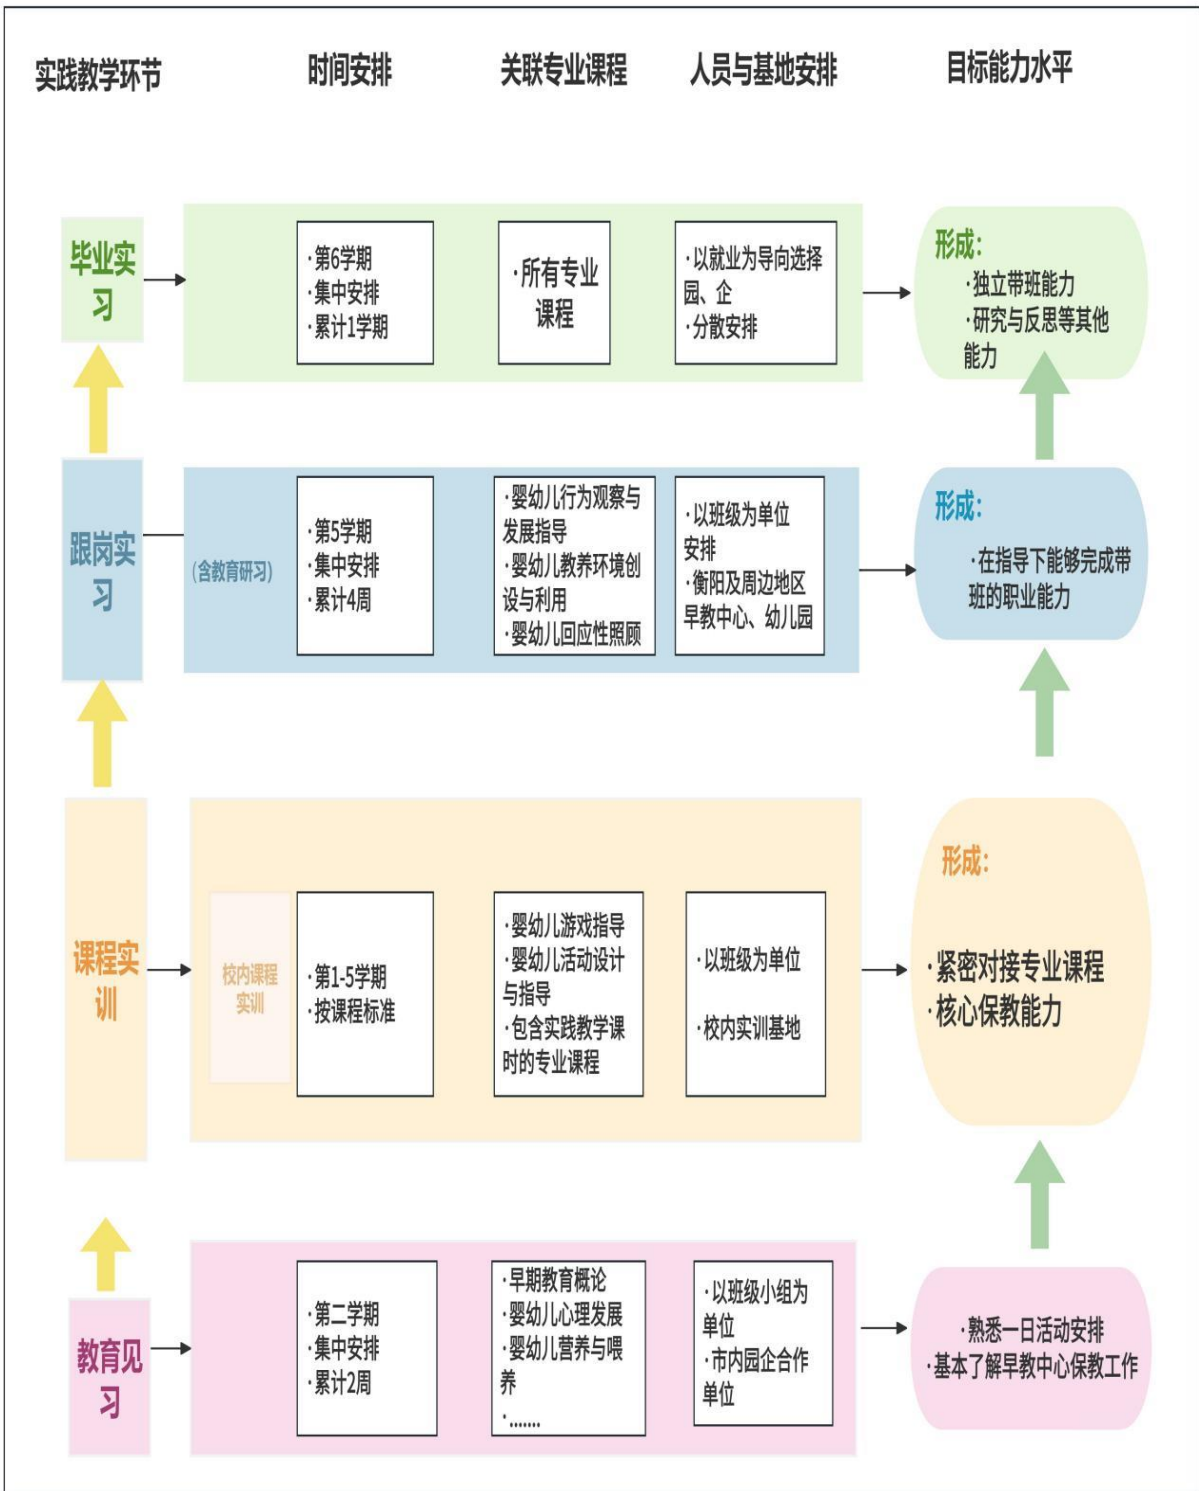 实践教学环节
时间安排
关联专业课程
人员与基地安排
目标能力水平
毕业实
习
·第6学期
·集中安排
·累计1学期
·所有专业
课程
·以就业为导向选择
园、企
·分散安排
形成：
·独立带班能力
·研究与反思等其他
能力
跟岗实
习
(含教育研习)
·第5学期
·集中安排
·累计4周
·婴幼儿行为观察与
发展指导
·婴幼儿教养环境创
设与利用
·婴幼儿回应性照顾
·以班级为单位
安排
·衡阳及周边地区
早教中心、幼儿园
形成：
·在指导下能够完成带
班的职业能力
课程实
训
校内课程
实训
·第1-5学期
·按课程标准
·婴幼儿游戏指导
·婴幼儿活动设计
与指导
·包含实践教学课
时的专业课程
·以班级为单位
·校内实训基地
形成：
·紧密对接专业课程
·核心保教能力
教育见
习
·第二学期
·集中安排
·累计2周
·早期教育概论
·婴幼儿心理发展
·婴幼儿营养与喂
养
·.......
·以班级小组为
单位
·市内园企合作
单位
·熟悉一日活动安排
·基本了解早教中心保教工作